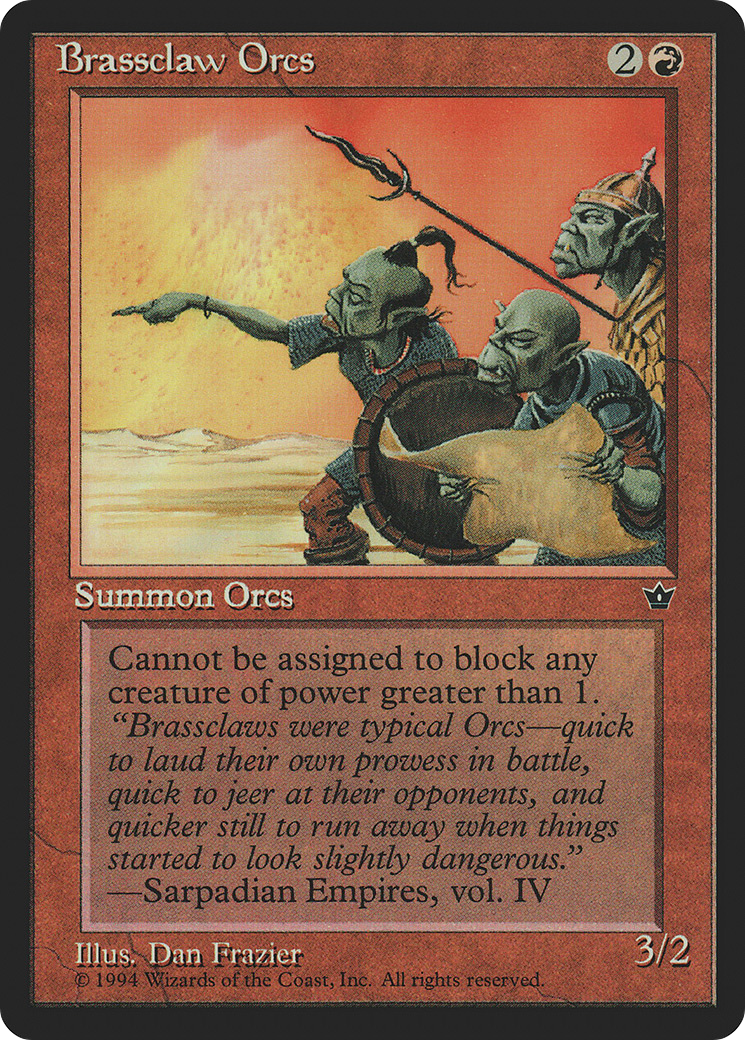 Brassclaw Orcs 2
Summon Orcs
Cannot be assigned to block any
creature of power greater than 1.
“Brassclaws were typical Orcs—quick
to laud their own prowess in battle,
quick to jeer at their opponents, and
quicker still to run away when things
started to look slightly dangerous.”
—Sarpadian Empires, vol. IV
Illus. Dan Frazier 3/2
© 1994 Wizards of the Coast, Inc. All rights reserved.